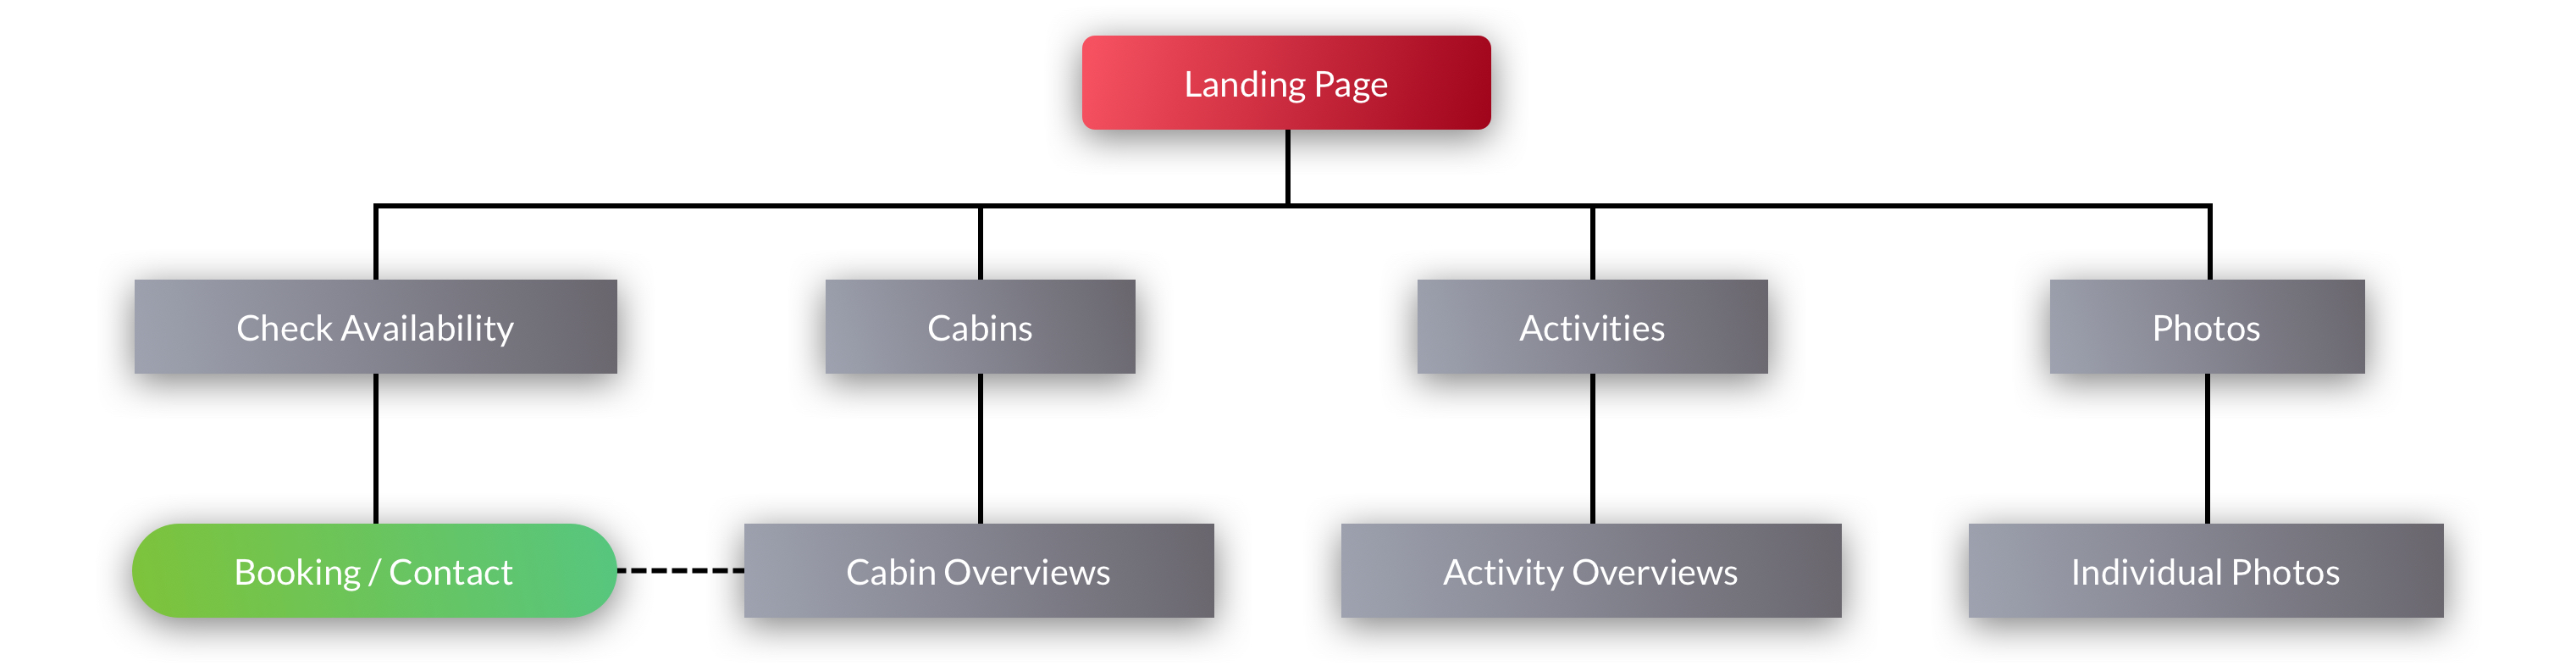 Landing Page
Check Availability
Cabins
Activities
Photos
Booking / Contact
Cabin Overviews
Activity Overviews
Individual Photos